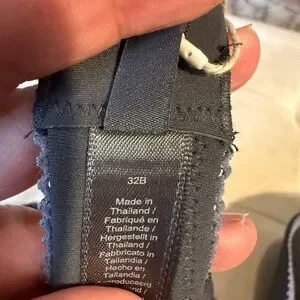 32B
Made in
Thailand /
Fabriqué en
Thaïlande /
Hergestellt in
Thailand /
Fabbricato in
Tailandia /
Hecho en
Tailandia /